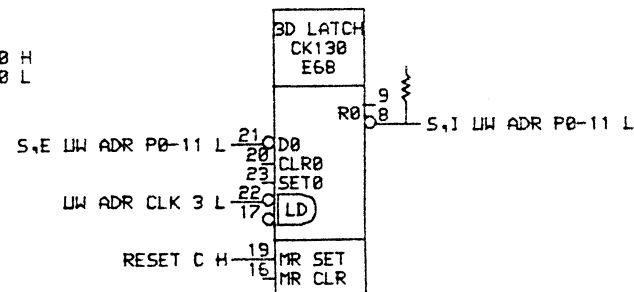 0 H
0 L
3D LATCH
CK130
E68
9
R0
8
S,I UW ADR P0-11 L
S,E UW ADR P0-11 L
21
D0
20
CLR0
23
SET0
UW ADR CLK 3 L
22
17
LD
RESET C H
19
MR SET
16
MR CLR